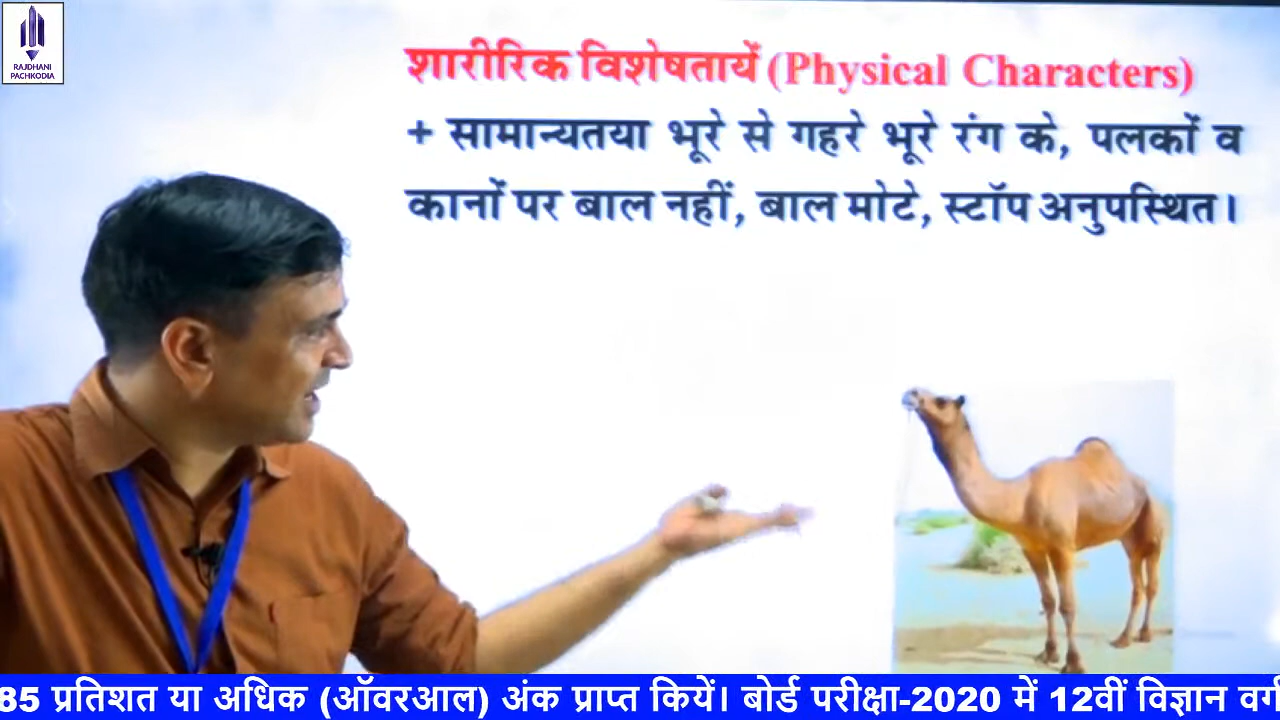 RAJDHANI
PACHKODIA
शारीरिक विशेषतायें (Physical Characters)
+ सामान्यतया भूरे से गहरे भूरे रंग के, पलकों व
कानों पर बाल नहीं, बाल मोटे, स्टॉप अनुपस्थित।
85 प्रतिशत या अधिक (ऑवरआल) अंक प्राप्त कियें। बोर्ड परीक्षा-2020 में 12वीं विज्ञान वर्ग